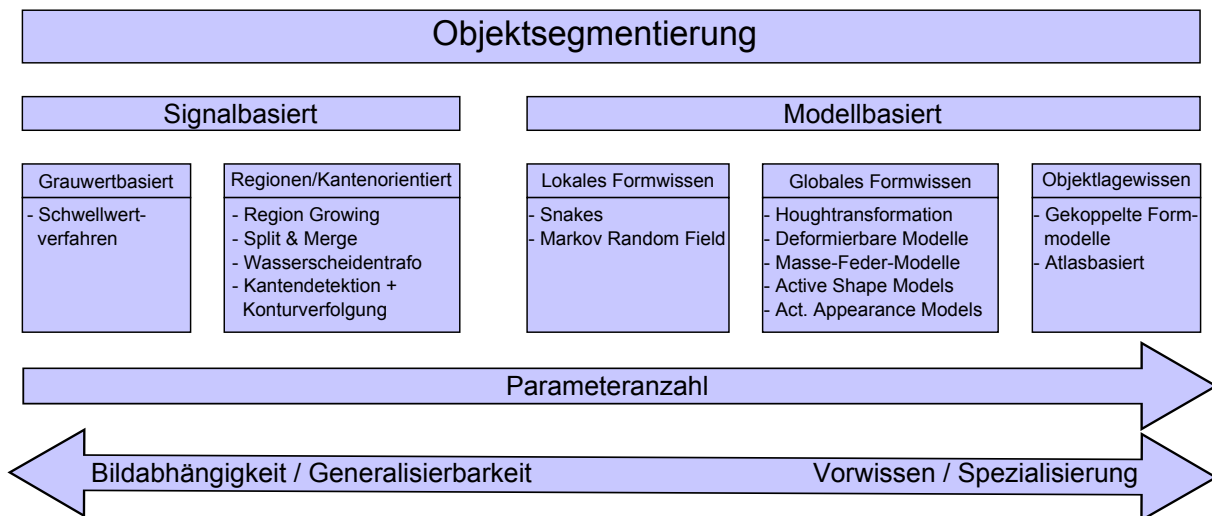 Objektsegmentierung
Signalbasiert
Modellbasiert
Grauwertbasiert
- Schwellwert-
verfahren
Regionen/Kantenorientiert
- Region Growing
- Split & Merge
- Wasserscheidentrafo
- Kantendetektion +
Konturverfolgung
Lokales Formwissen
- Snakes
- Markov Random Field
Globales Formwissen
- Houghtransformation
- Deformierbare Modelle
- Masse-Feder-Modelle
- Active Shape Models
- Act. Appearance Models
Objektlagewissen
- Gekoppelte Form-
modelle
- Atlasbasiert
Parameteranzahl
Bildabhängigkeit / Generalisierbarkeit
Vorwissen / Spezialisierung